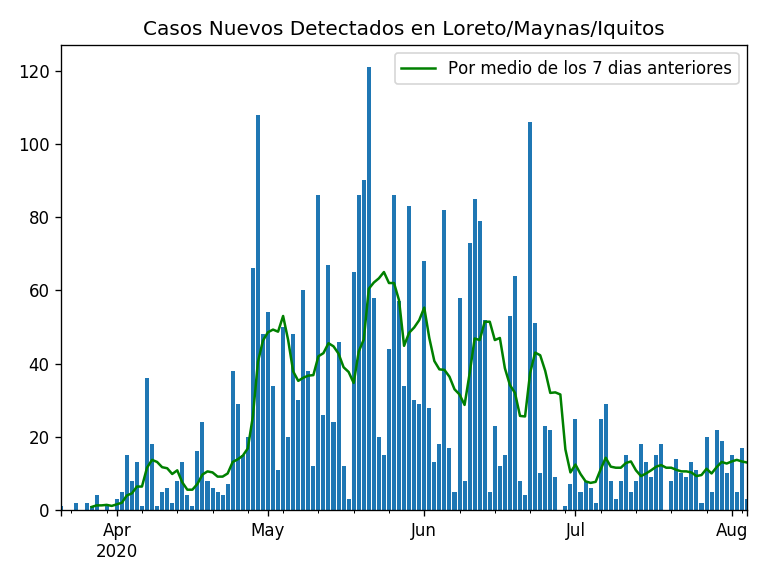 Casos Nuevos Detectados en Loreto/Maynas/Iquitos
Por medio de los 7 dias anteriores
120
100
80
60
40
20
0
Apr
2020
May
Jun
Jul
Aug